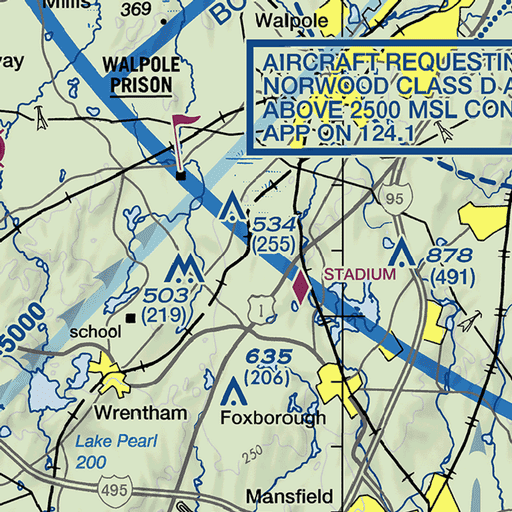 Mills
369
BO
Walpole
ay
WALPOLE
PRISON
AIRCRAFT REQUESTIN
NORWOOD CLASS D A
ABOVE 2500 MSL CON
APP ON 124.1
95
534
(255)
878
(491)
STADIUM
503
(219)
1
5000
school
635
(206)
Wrentham
Foxborough
Lake Pearl
200
250
495
Mansfield